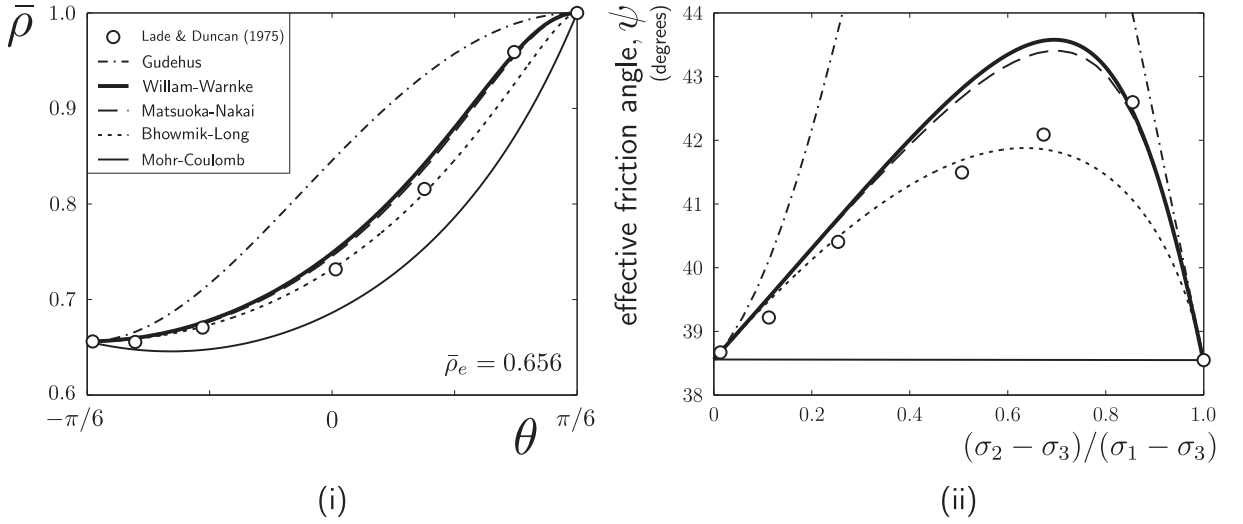 ρ̄
1.0
0.9
0.8
0.7
0.6
Lade & Duncan (1975)
Gudehus
Willam-Warnke
Matsuoka-Nakai
Bhowmik-Long
Mohr-Coulomb
ρ̄e = 0.656
−π/6
0
π/6
θ
(i)
effective friction angle, ψ
(degrees)
44
43
42
41
40
39
38
0
0.2
0.4
0.6
0.8
1.0
(σ2 − σ3)/(σ1 − σ3)
(ii)